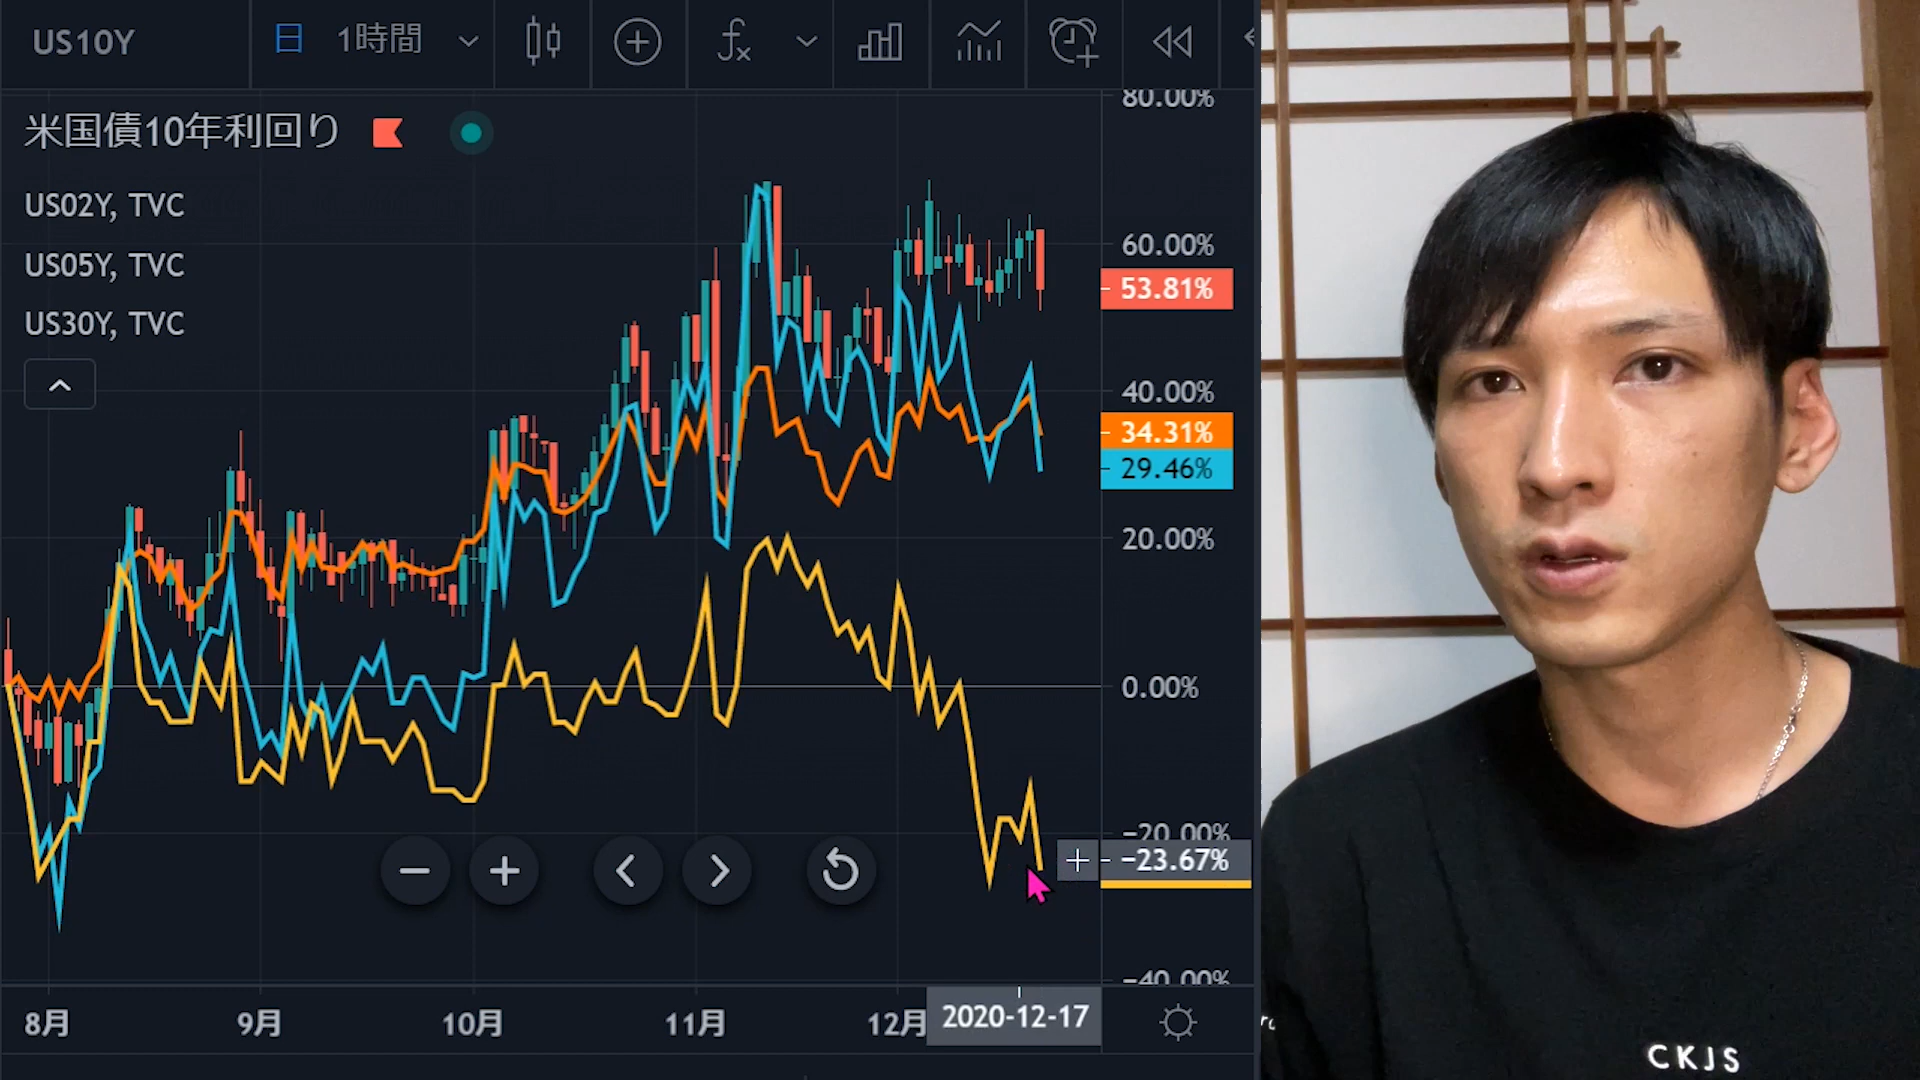 US10Y
日
1時間
fx
米国債10年利回り
US02Y, TVC
US05Y, TVC
US30Y, TVC
80.00%
60.00%
53.81%
40.00%
34.31%
29.46%
20.00%
0.00%
−20.00%
−23.67%
−40.00%
8月
9月
10月
11月
12月
2020-12-17
CKJS